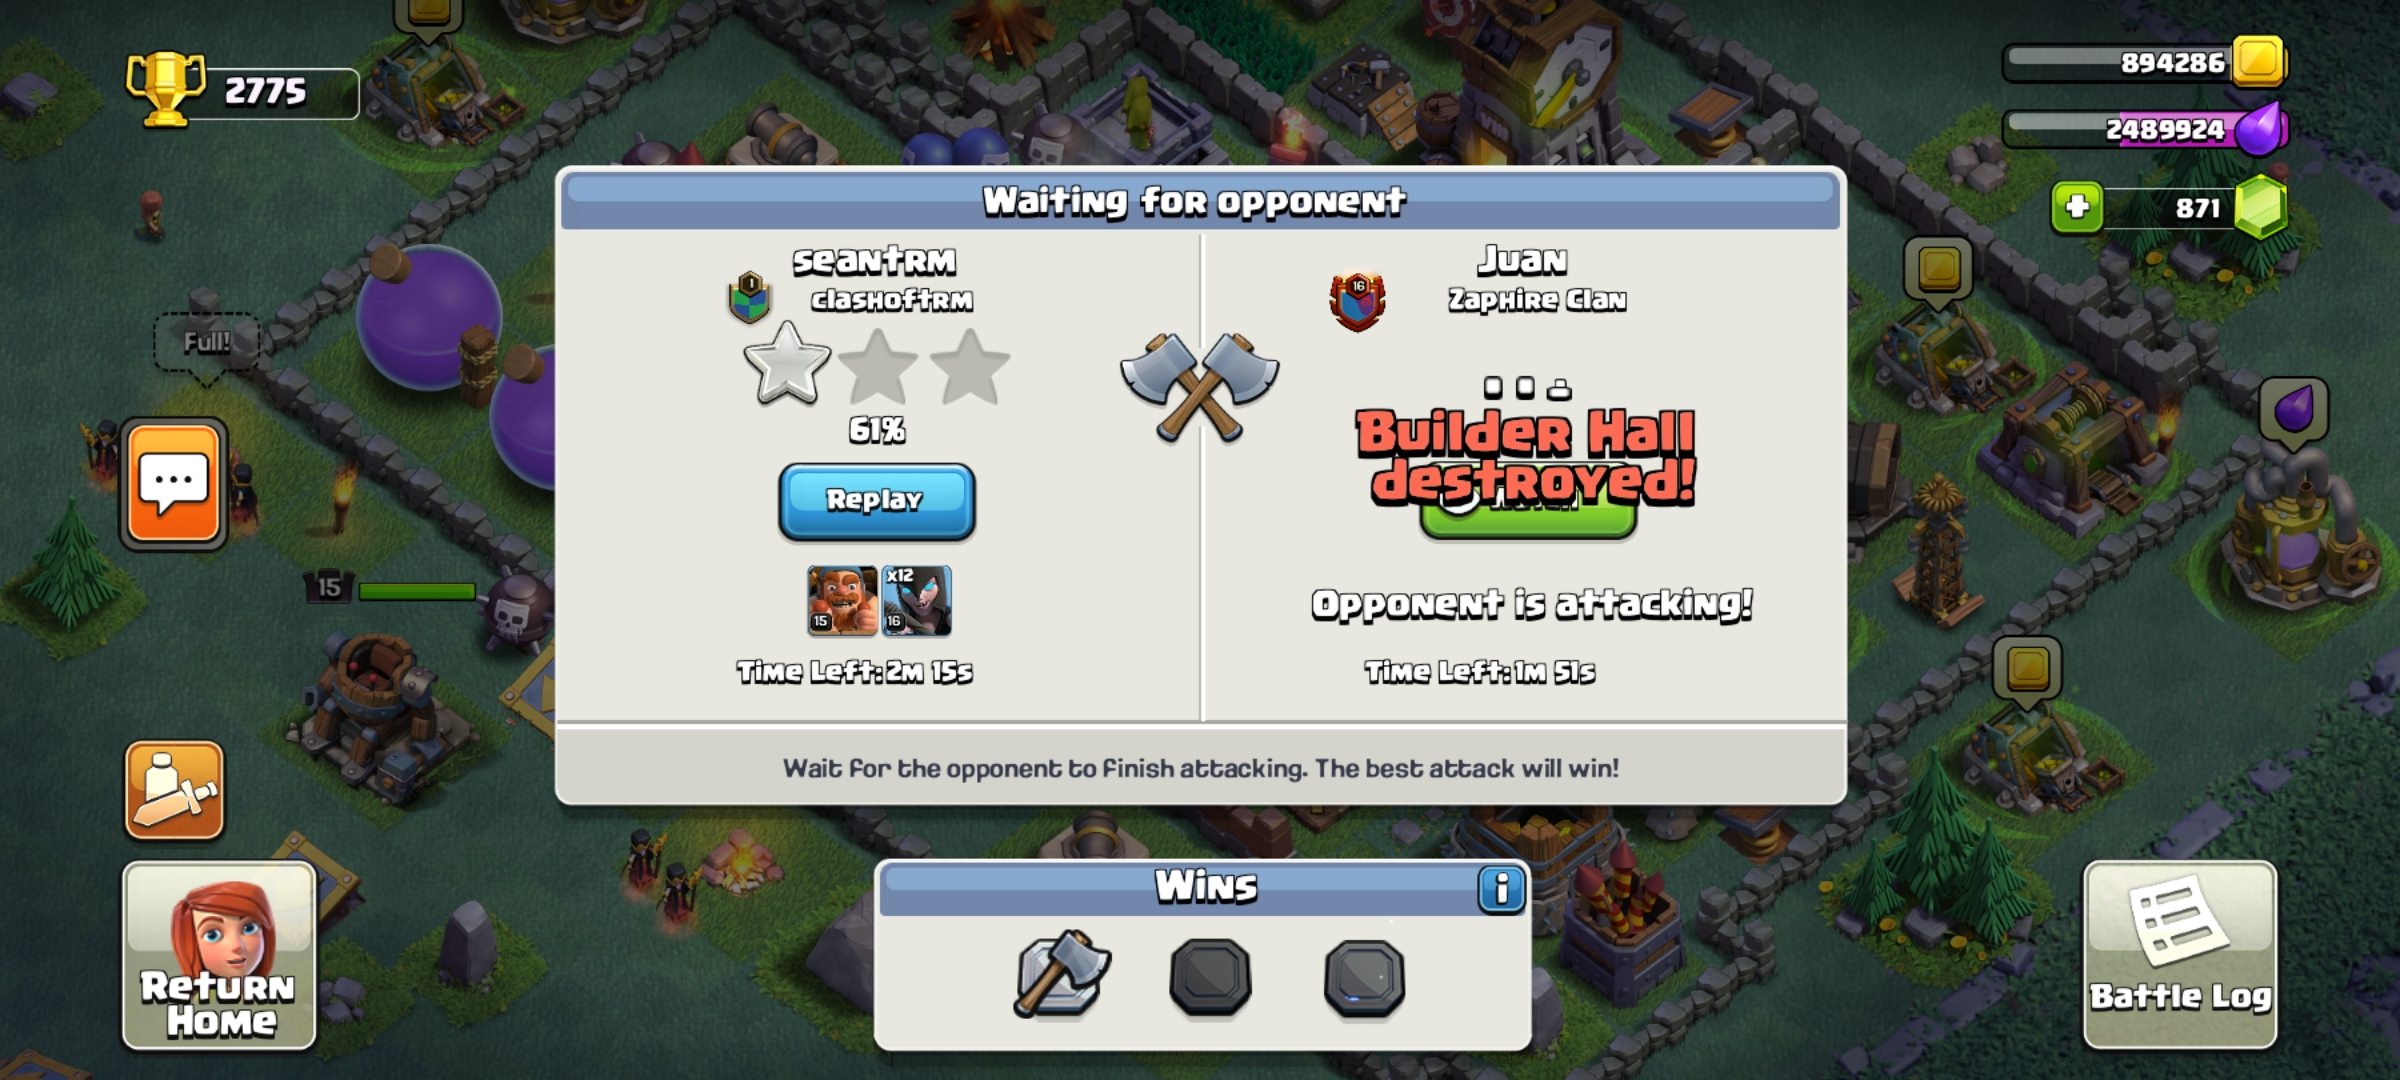 2775
894286
2489924
871
Waiting for opponent
seantrm
1
clashoftrm
61%
Replay
x12
15
16
Time Left:2m 15s
Juan
16
Zaphire Clan
Builder Hall
destroyed!
Opponent is attacking!
Time Left:1m 51s
Wait for the opponent to finish attacking. The best attack will win!
Full!
15
VIII
Wins
i
Return
Home
Battle Log